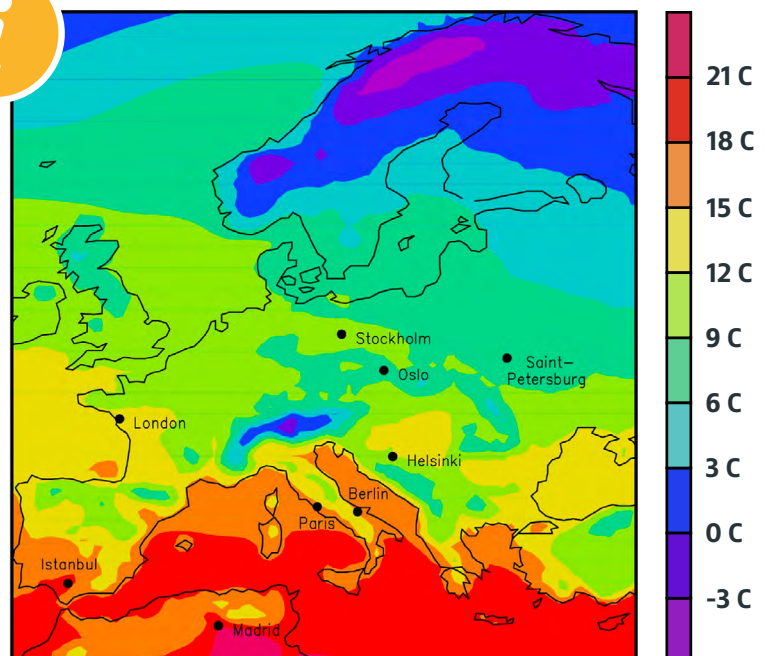 21 C
18 C
15 C
12 C
9 C
6 C
3 C
0 C
-3 C
Stockholm
Oslo
Saint–
Petersburg
London
Helsinki
Berlin
Paris
Istanbul
Madrid